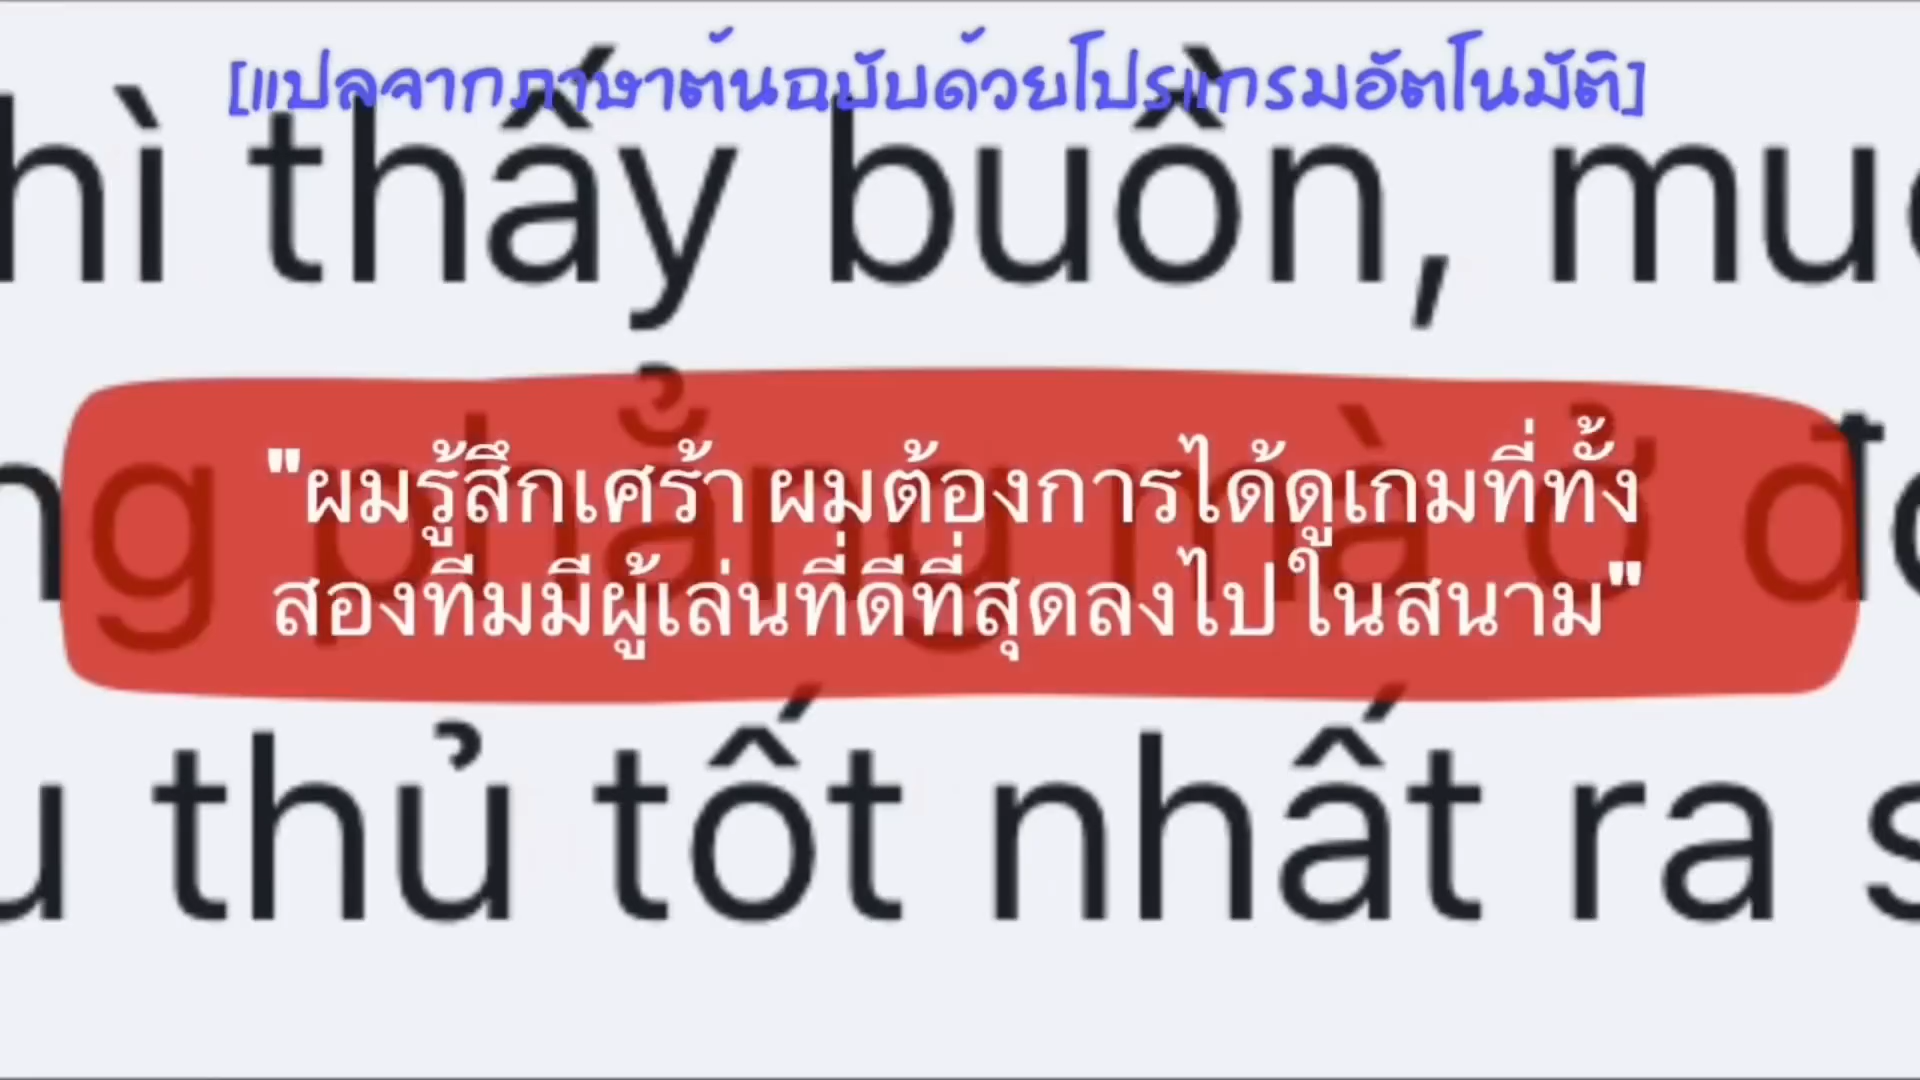 [แปลจากภาษาต้นฉบับด้วยโปรแกรมอัตโนมัติ]
thấy buồn,
"ผมรู้สึกเศร้า ผมต้องการได้ดูเกมที่ทั้ง
สองทีมมีผู้เล่นที่ดีที่สุดลงไปในสนาม"
phẳng mà ở
thủ tốt nhất ra